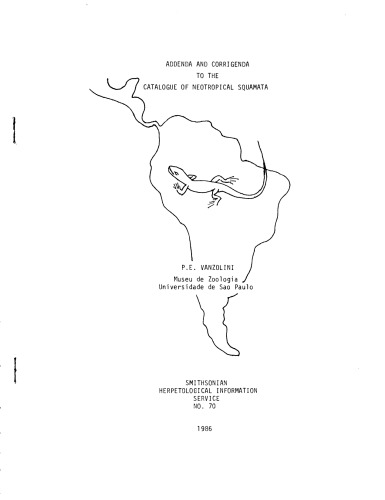 ADDENDA AND CORRIGENDA
TO THE
CATALOGUE OF NEOTROPICAL SQUAMATA
P.E. VANZOLINI
Museu de Zoologia
Universidade de Sao Paulo
SMITHSONIAN
HERPETOLOGICAL INFORMATION
SERVICE
NO. 70
1986